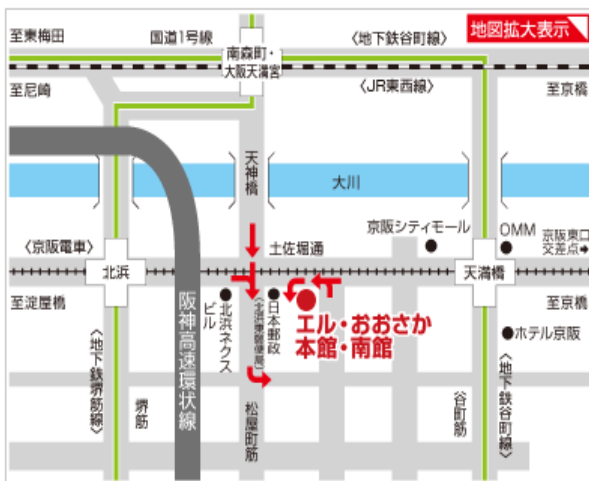 地図拡大表示
至東梅田
国道1号線
〈地下鉄谷町線〉
南森町・
大阪天満宮
至尼崎
〈JR東西線〉
至京橋
天神橋
大川
京阪シティモール
OMM
京阪東口
交差点➡
〈京阪電車〉
土佐堀通
北浜
天満橋
至淀屋橋
至京橋
阪神高速環状線
北浜ネクス
ビル
〈北浜東郵便局〉
日本郵政
エル・おおさか
本館・南館
ホテル京阪
〈地下鉄堺筋線〉
堺筋
松屋町筋
谷町筋
〈地下鉄谷町線〉